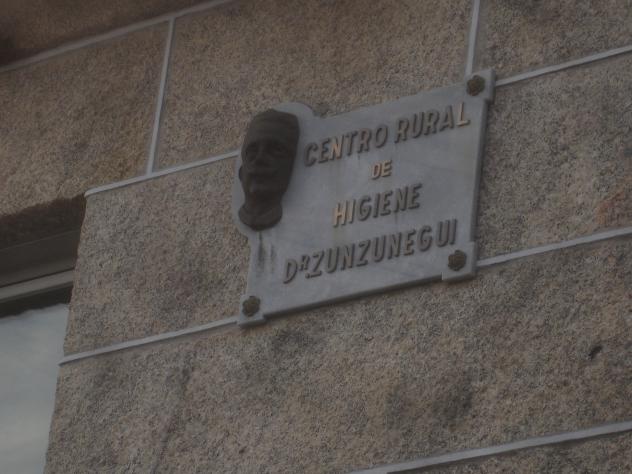 CENTRO RURAL
DE
HIGIENE
DR ZUNZUNEGUI